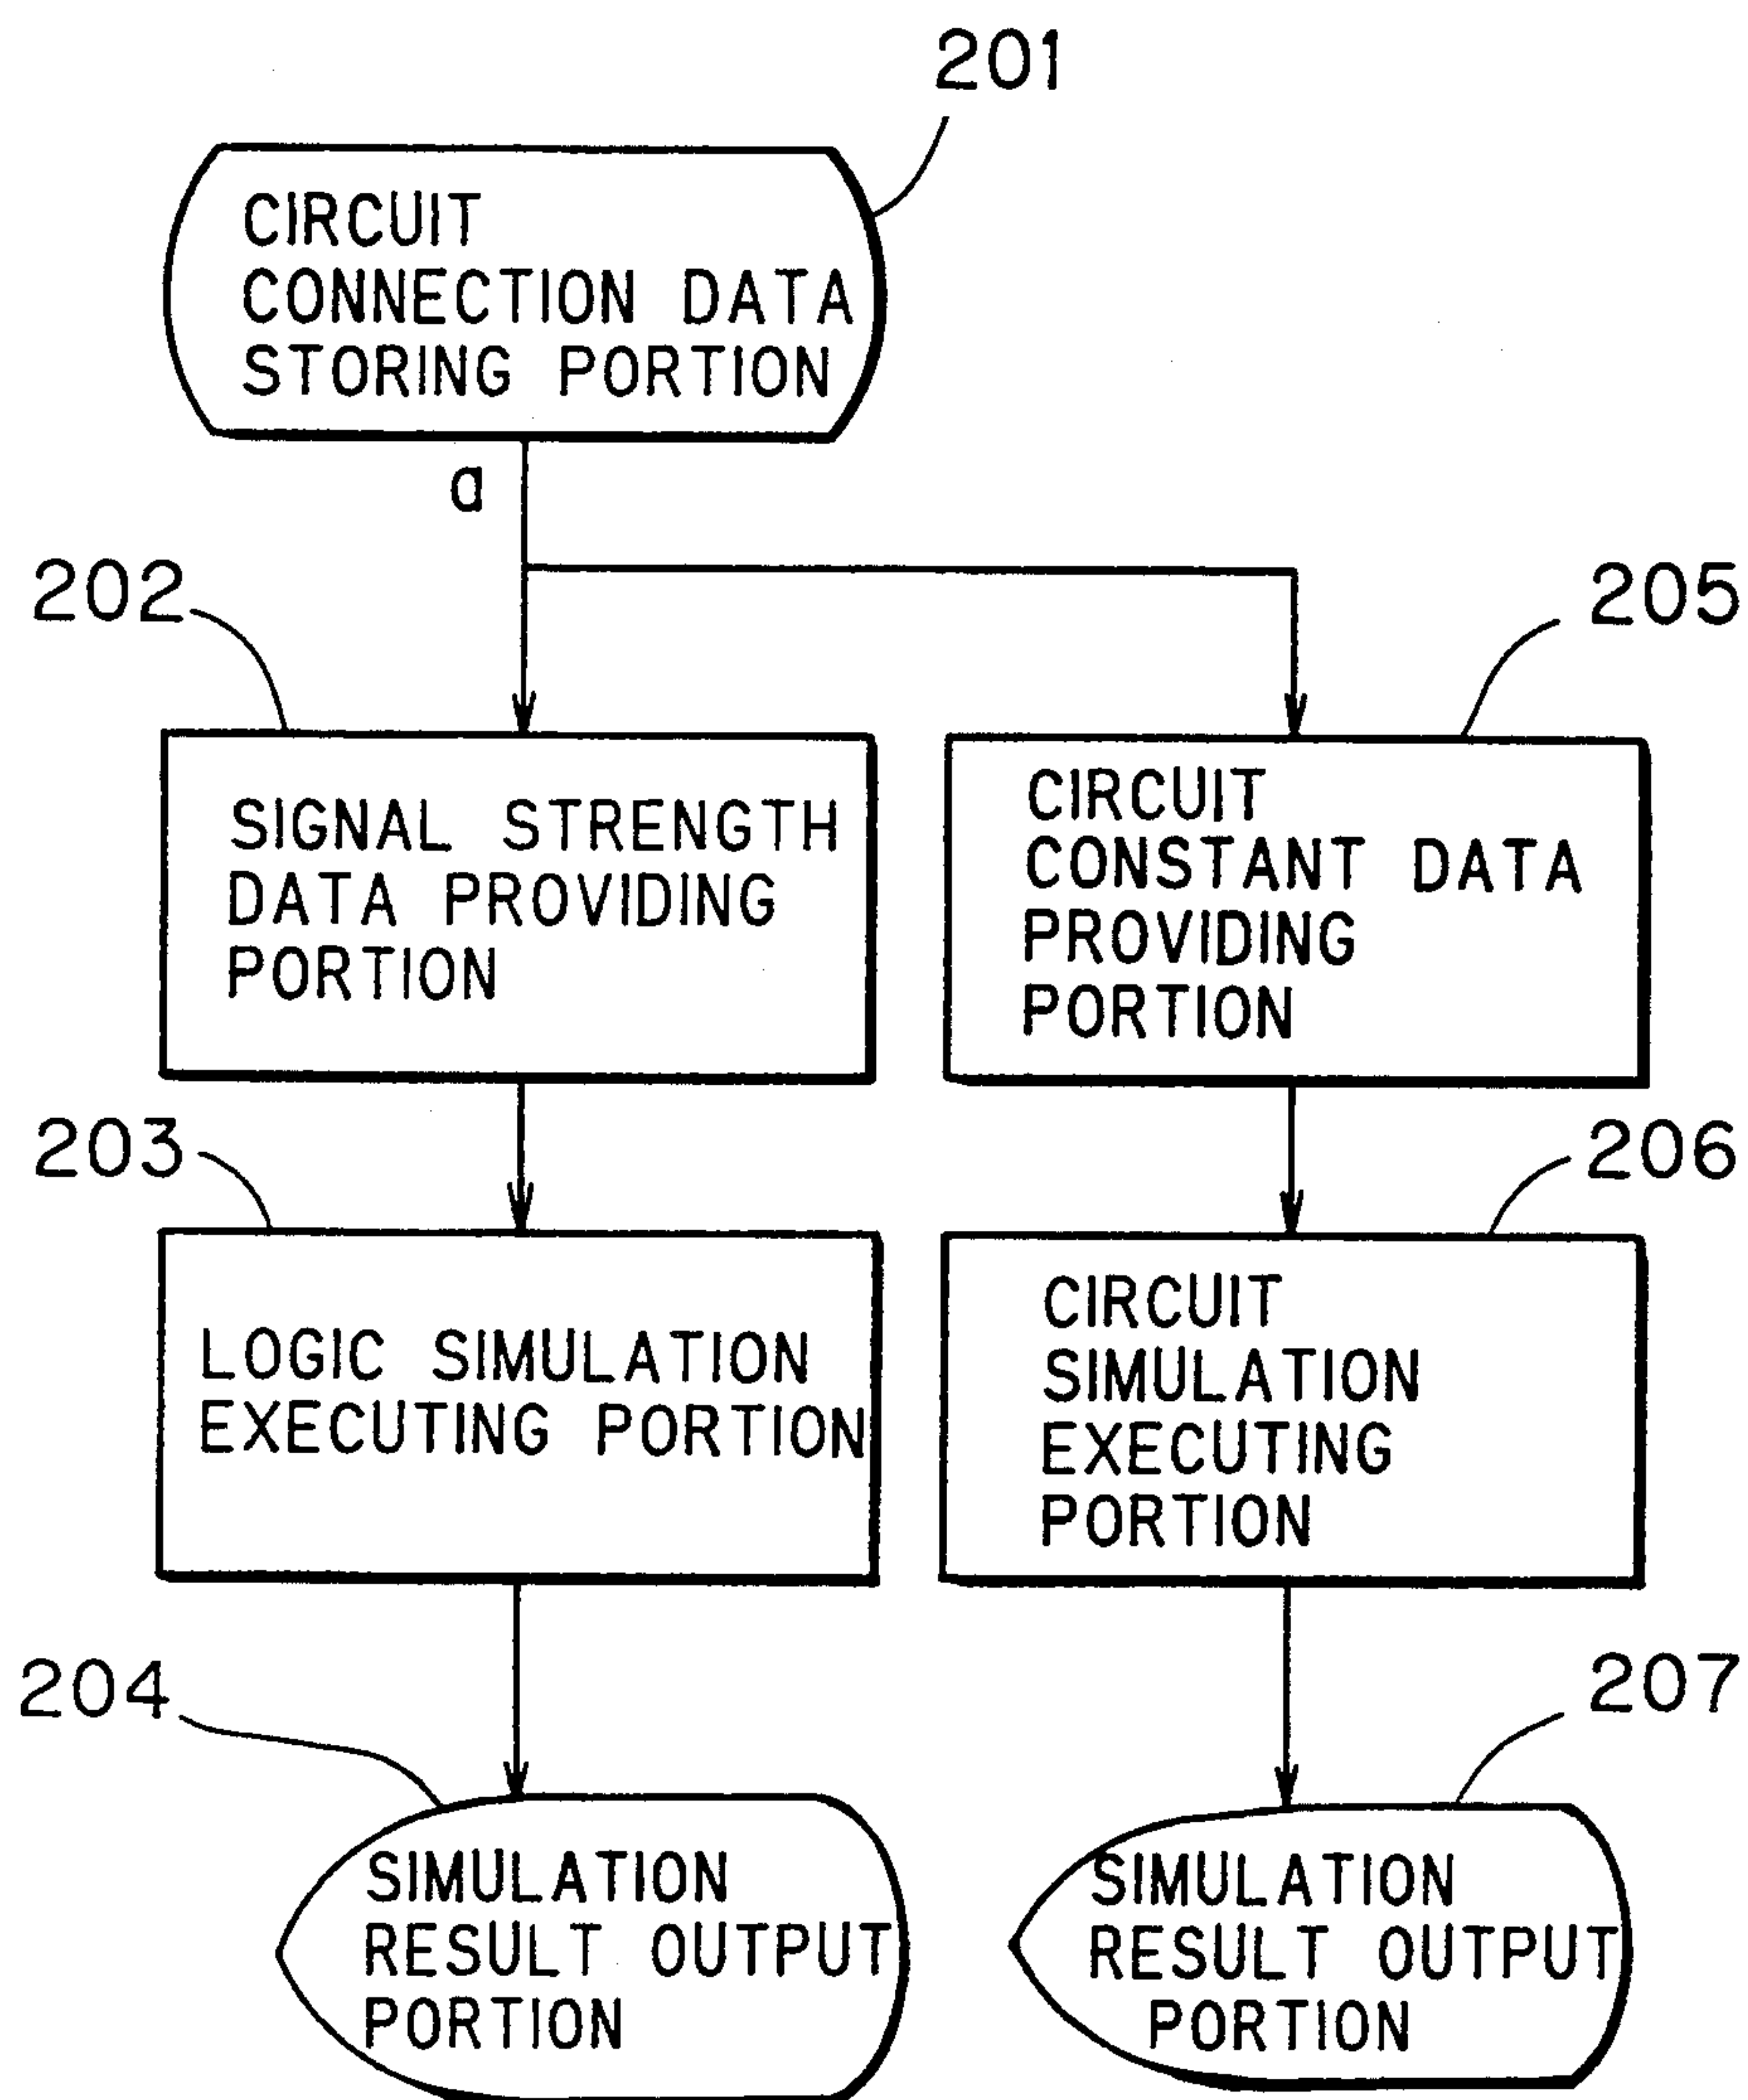 201
CIRCUIT
CONNECTION DATA
STORING PORTION
a
202
205
SIGNAL STRENGTH
DATA PROVIDING
PORTION
CIRCUIT
CONSTANT DATA
PROVIDING
PORTION
203
206
LOGIC SIMULATION
EXECUTING PORTION
CIRCUIT
SIMULATION
EXECUTING
PORTION
204
207
SIMULATION
RESULT OUTPUT
PORTION
SIMULATION
RESULT OUTPUT
PORTION